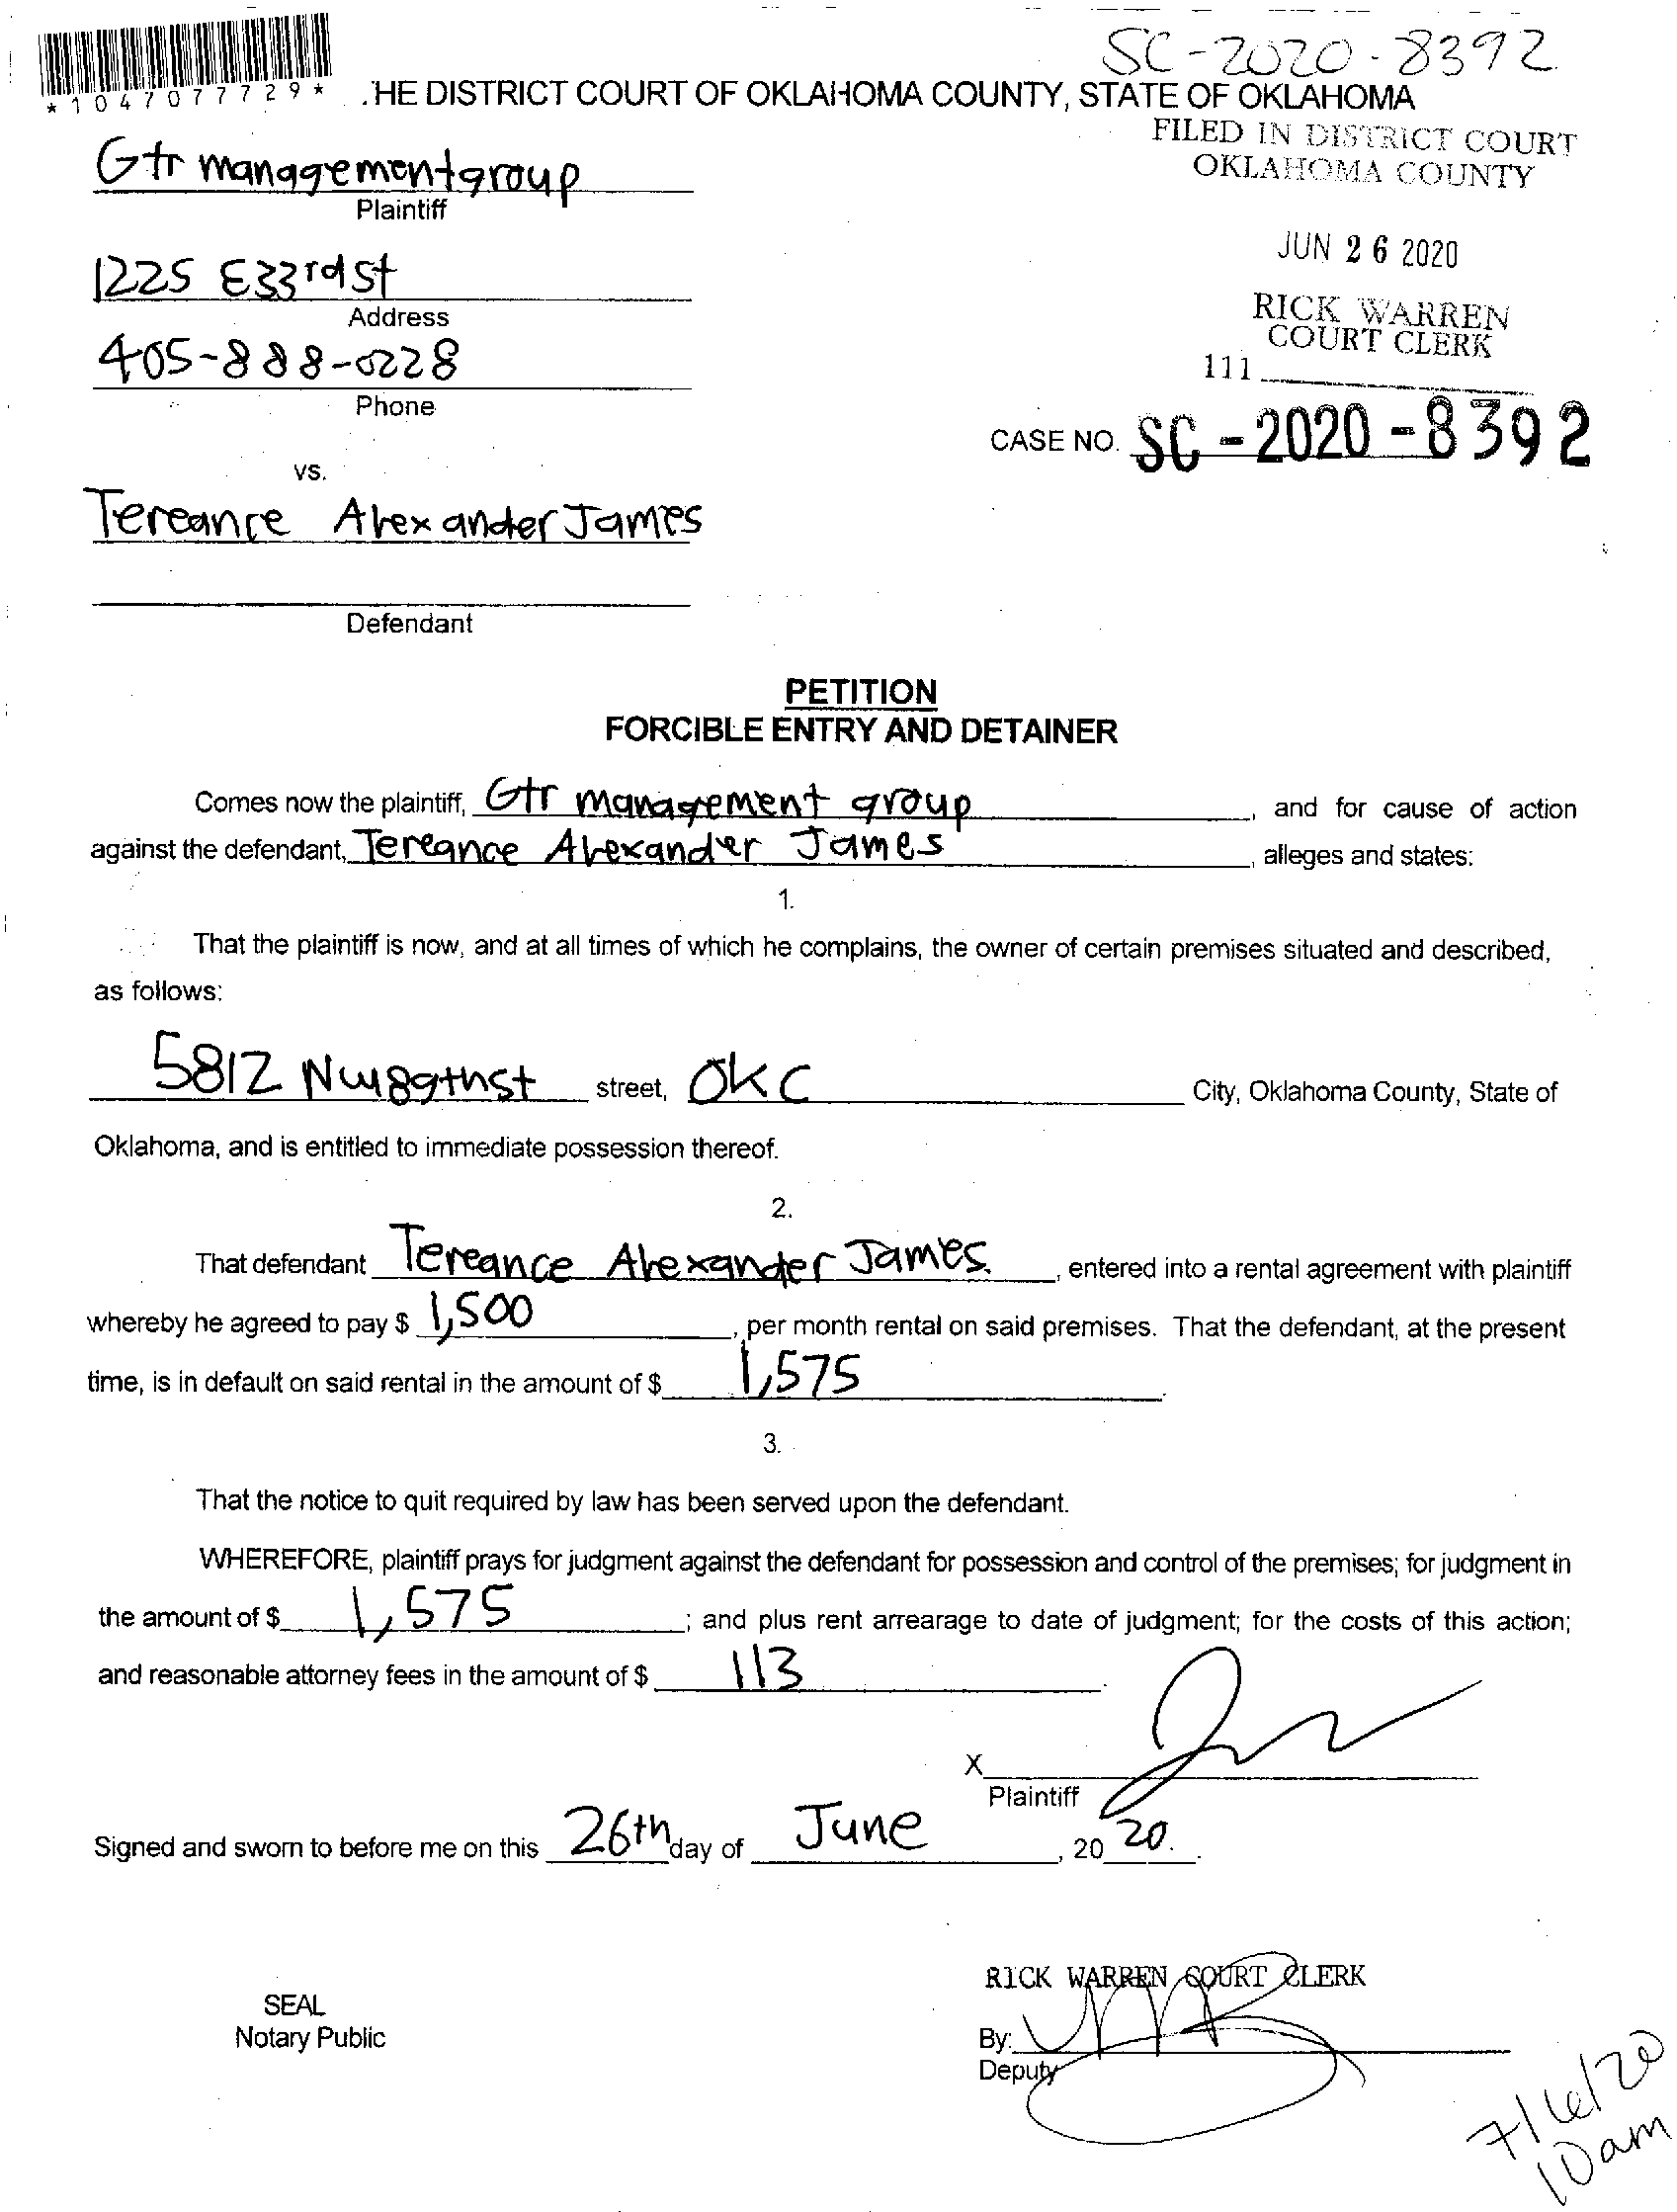 SC-2020-8392
*1047077729*
.HE DISTRICT COURT OF OKLAHOMA COUNTY, STATE OF OKLAHOMA
FILED IN DISTRICT COURT
OKLAHOMA COUNTY
Gtr management group
Plaintiff
JUN 26 2020
1225 E33rd St
Address
RICK WARREN
COURT CLERK
405-888-0228
111
Phone
CASE NO. SC-2020-8392
vs.
Tereance Alexander James
Defendant
PETITION
FORCIBLE ENTRY AND DETAINER
Comes now the plaintiff, Gtr management group, and for cause of action
against the defendant, Tereance Alexander James, alleges and states:
1.
That the plaintiff is now, and at all times of which he complains, the owner of certain premises situated and described,
as follows:
5812 Nw 89th st street, OKC City, Oklahoma County, State of
Oklahoma, and is entitled to immediate possession thereof.
2.
That defendant Tereance Alexander James, entered into a rental agreement with plaintiff
whereby he agreed to pay $ 1,500, per month rental on said premises. That the defendant, at the present
time, is in default on said rental in the amount of $ 1,575.
3.
That the notice to quit required by law has been served upon the defendant.
WHEREFORE, plaintiff prays for judgment against the defendant for possession and control of the premises; for judgment in
the amount of $ 1,575; and plus rent arrearage to date of judgment; for the costs of this action;
and reasonable attorney fees in the amount of $ 113.
X
Plaintiff
Signed and sworn to before me on this 26th day of June, 20 20.
RICK WARREN COURT CLERK
SEAL
Notary Public
By:
Deputy
10am